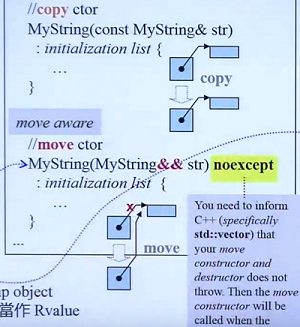 //copy ctor
MyString(const MyString& str)
: initialization list {
...
}
copy
move aware
//move ctor
MyString(MyString&& str) noexcept
: initialization list {
...
}
x
move
...
You need to inform
C++ (specifically
std::vector) that
your move
constructor and
destructor does not
throw. Then the move
constructor will be
called when the
object
當作 Rvalue